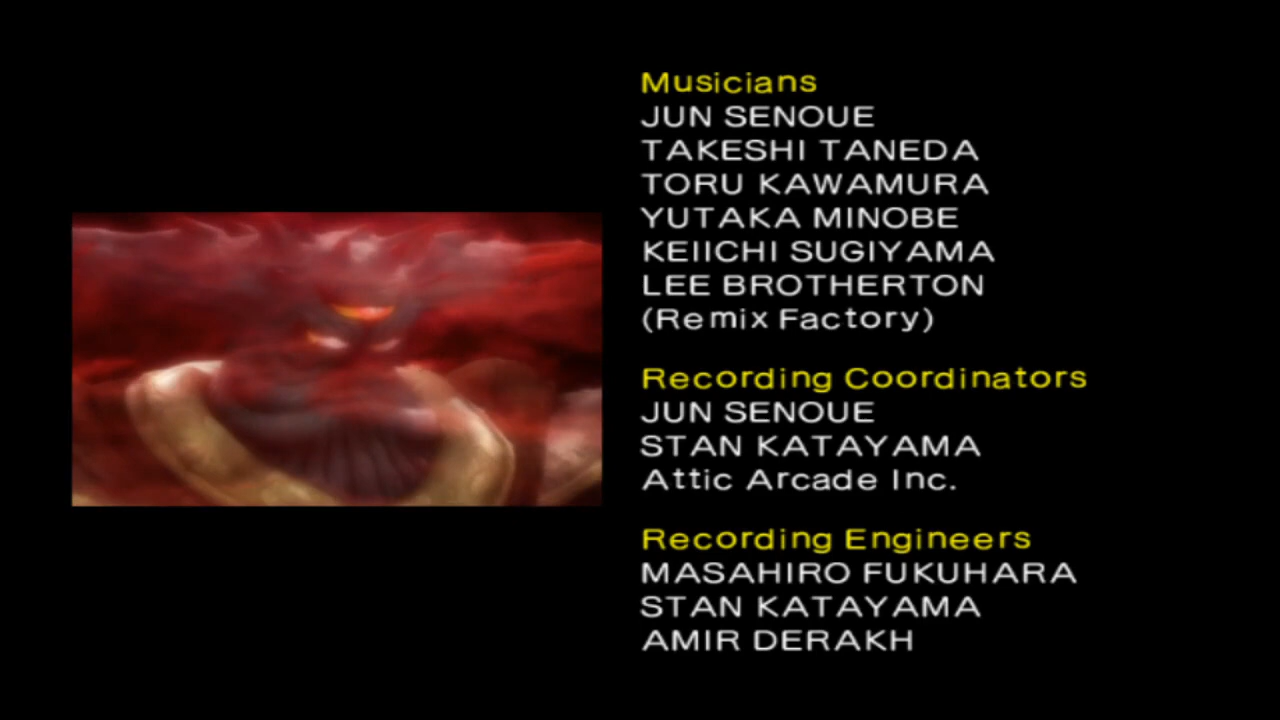 Musicians
JUN SENOUE
TAKESHI TANEDA
TORU KAWAMURA
YUTAKA MINOBE
KEIICHI SUGIYAMA
LEE BROTHERTON
(Remix Factory)
Recording Coordinators
JUN SENOUE
STAN KATAYAMA
Attic Arcade Inc.
Recording Engineers
MASAHIRO FUKUHARA
STAN KATAYAMA
AMIR DERAKH